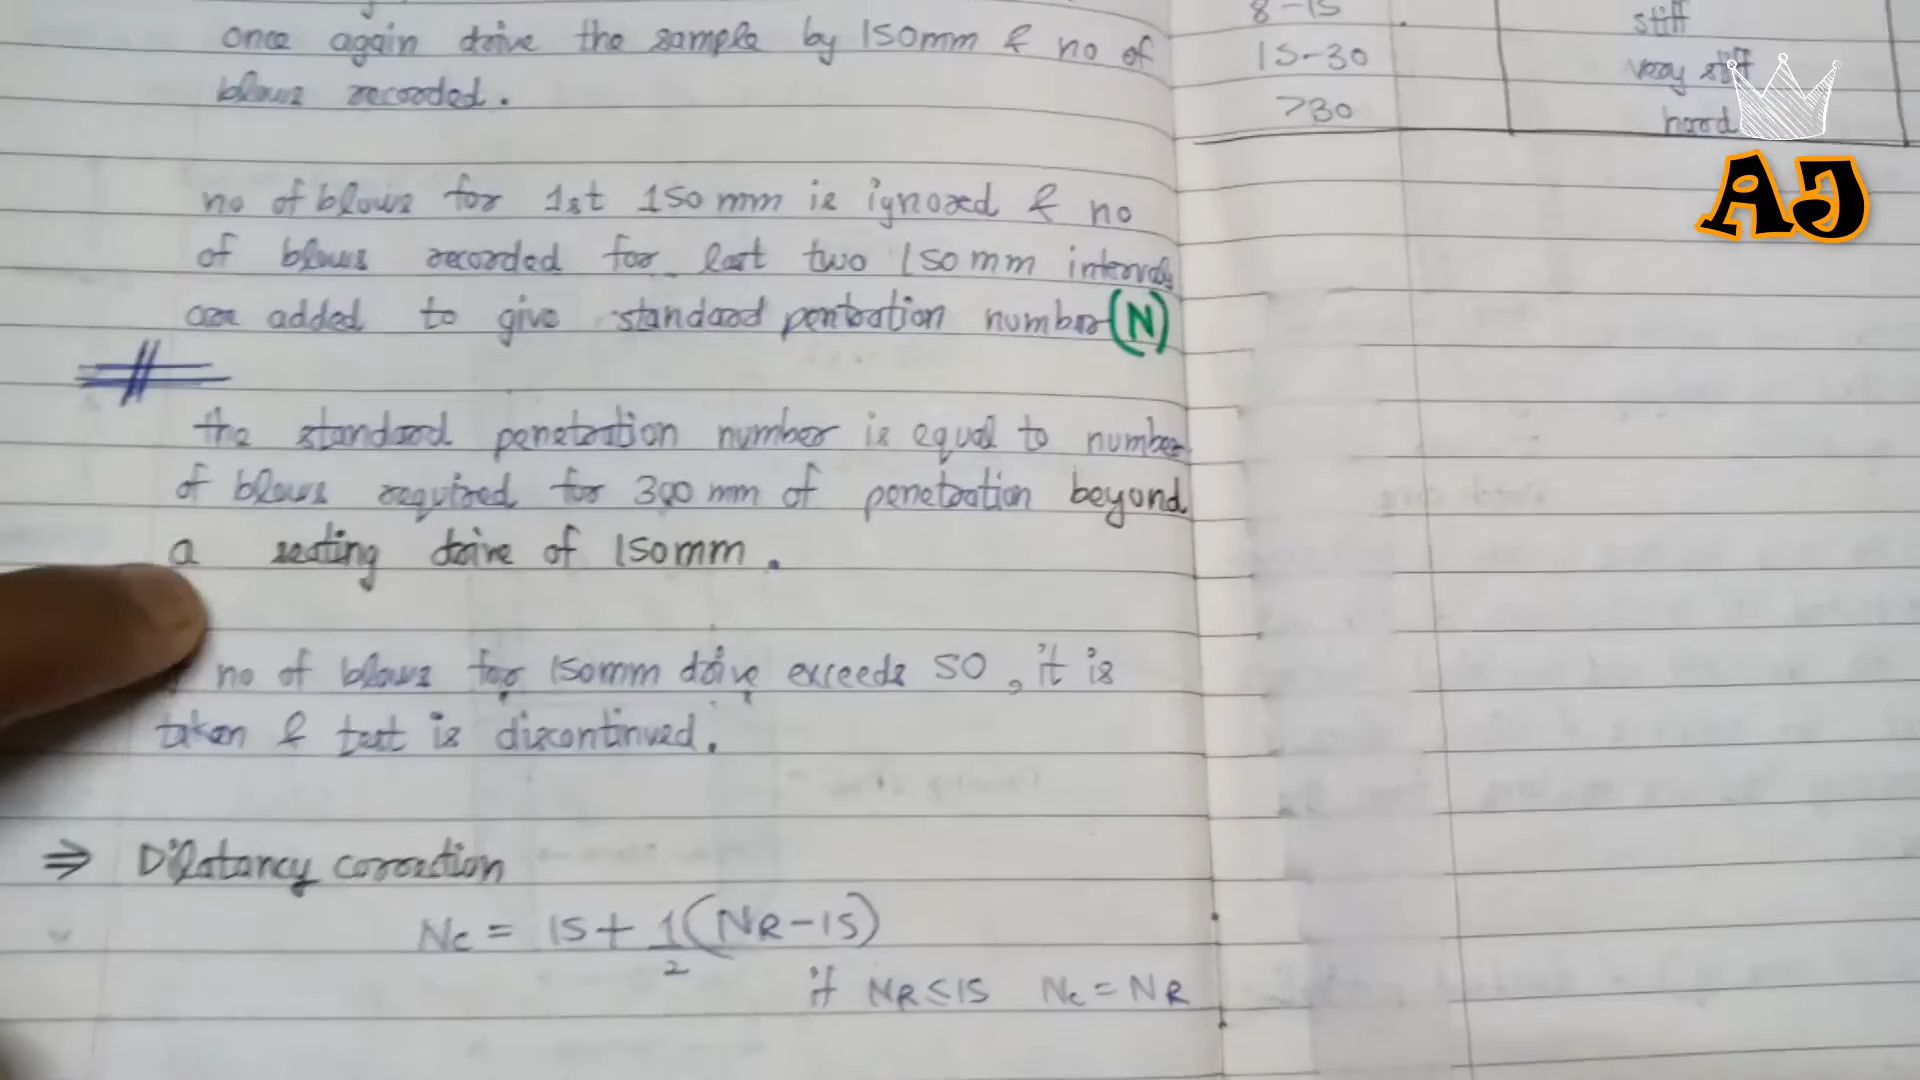 once again drive the sample by 150mm & no of
blows recorded.
no of blows for 1st 150 mm is ignored & no
of blows recorded for last two 150 mm intervals
are added to give standard pentration number (N)
the standard penetration number is equal to number
of blows required for 300 mm of penetration beyond
a seating drive of 150mm.
no of blows for 150mm drive exceeds 50, it is
taken & test is discontinued.
⇒ Dilatancy correction
Nc = 15 + 1/2 (NR - 15)
if NR ≤ 15 Nc = NR
8-15 stiff
15-30 very stiff
>30 hard
AJ